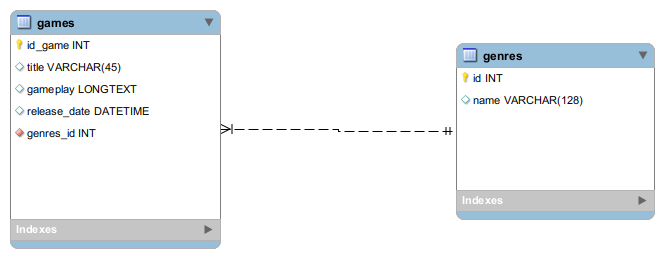 games
id_game INT
title VARCHAR(45)
gameplay LONGTEXT
release_date DATETIME
genres_id INT
Indexes
genres
id INT
name VARCHAR(128)
Indexes